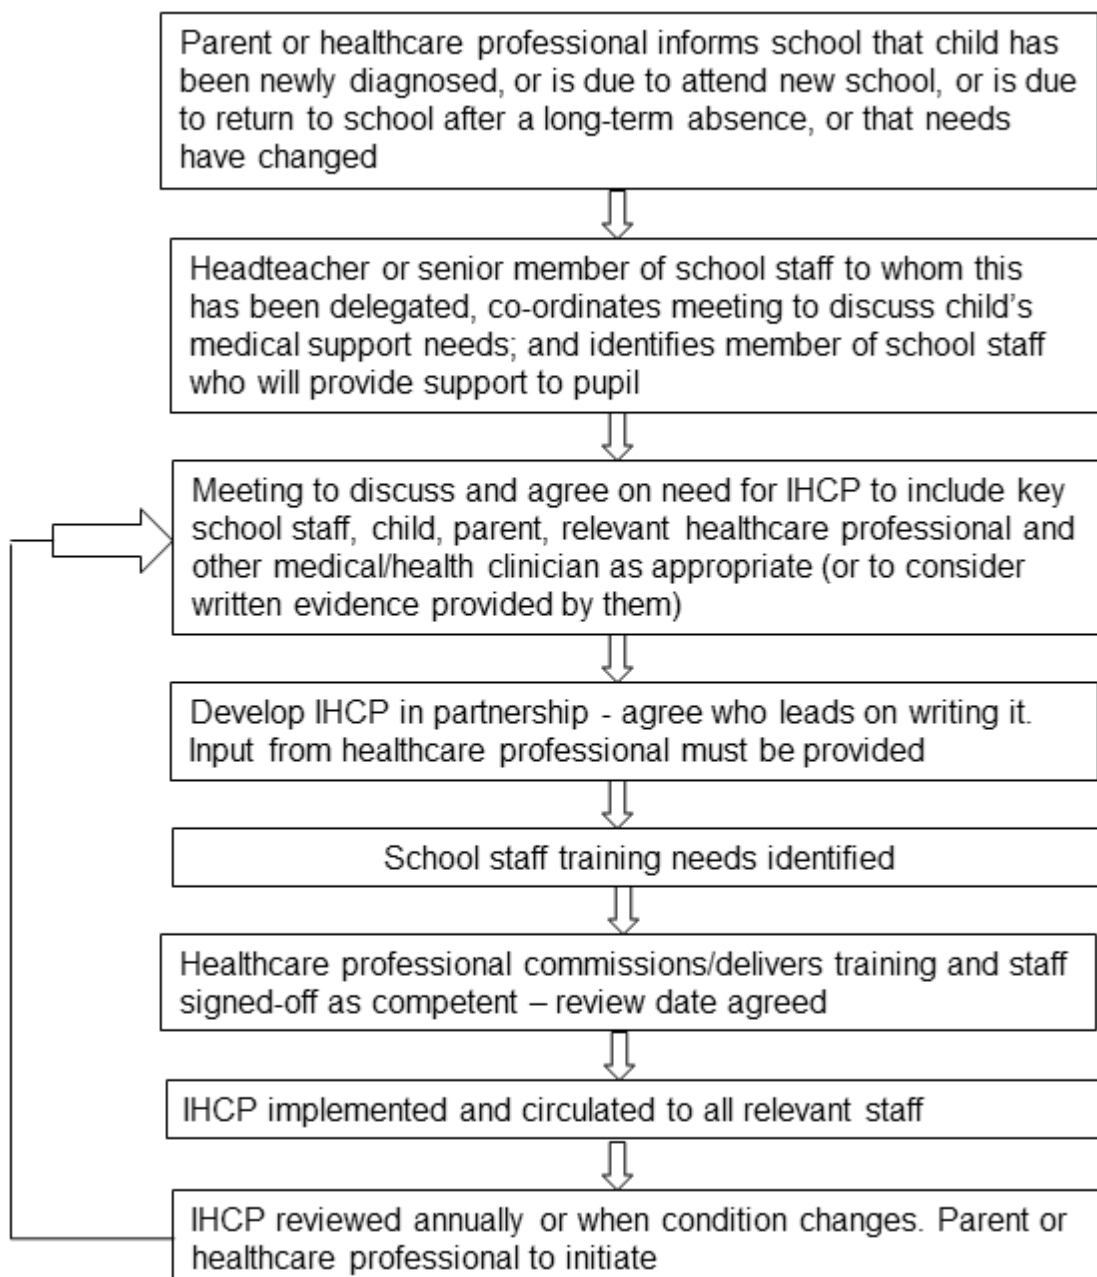 Parent or healthcare professional informs school that child has
been newly diagnosed, or is due to attend new school, or is due
to return to school after a long-term absence, or that needs
have changed
Headteacher or senior member of school staff to whom this
has been delegated, co-ordinates meeting to discuss child's
medical support needs; and identifies member of school staff
who will provide support to pupil
Meeting to discuss and agree on need for IHCP to include key
school staff, child, parent, relevant healthcare professional and
other medical/health clinician as appropriate (or to consider
written evidence provided by them)
Develop IHCP in partnership - agree who leads on writing it.
Input from healthcare professional must be provided
School staff training needs identified
Healthcare professional commissions/delivers training and staff
signed-off as competent – review date agreed
IHCP implemented and circulated to all relevant staff
IHCP reviewed annually or when condition changes. Parent or
healthcare professional to initiate